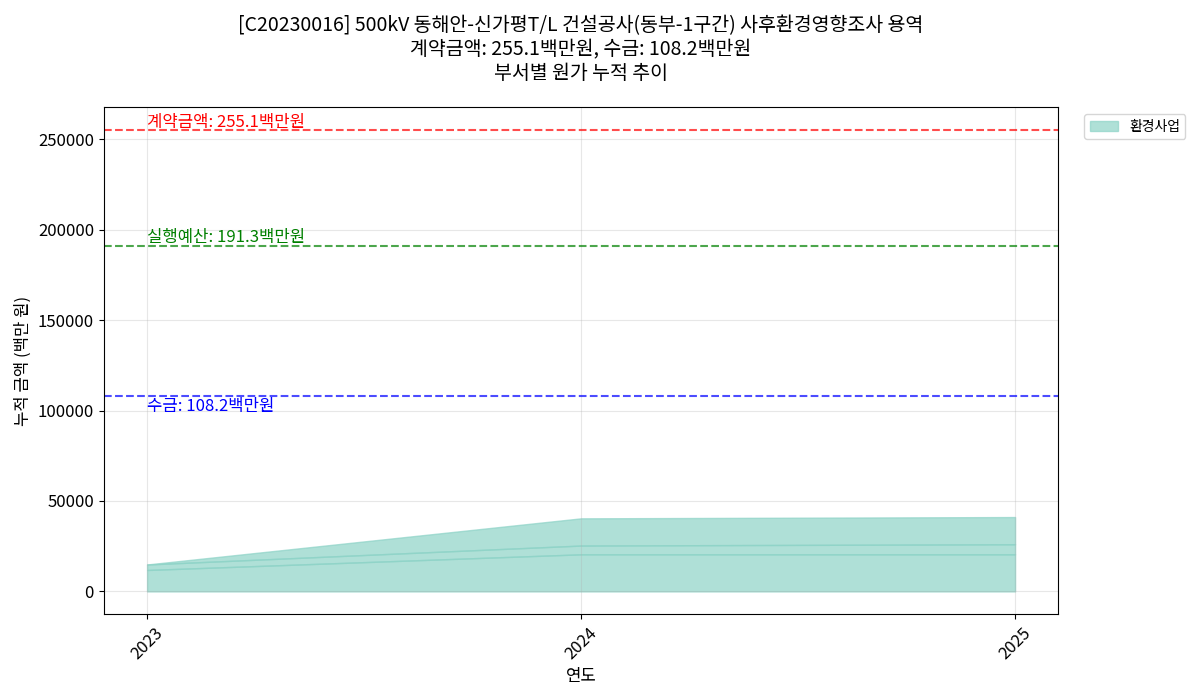 [C20230016] 500kV 동해안-신가평T/L 건설공사(동부-1구간) 사후환경영향조사 용역
계약금액: 255.1백만원, 수금: 108.2백만원
부서별 원가 누적 추이
계약금액: 255.1백만원
환경사업
250000
200000
실행예산: 191.3백만원
150000
누적 금액 (백만 원)
수금: 108.2백만원
100000
50000
0
2023
2024
2025
연도